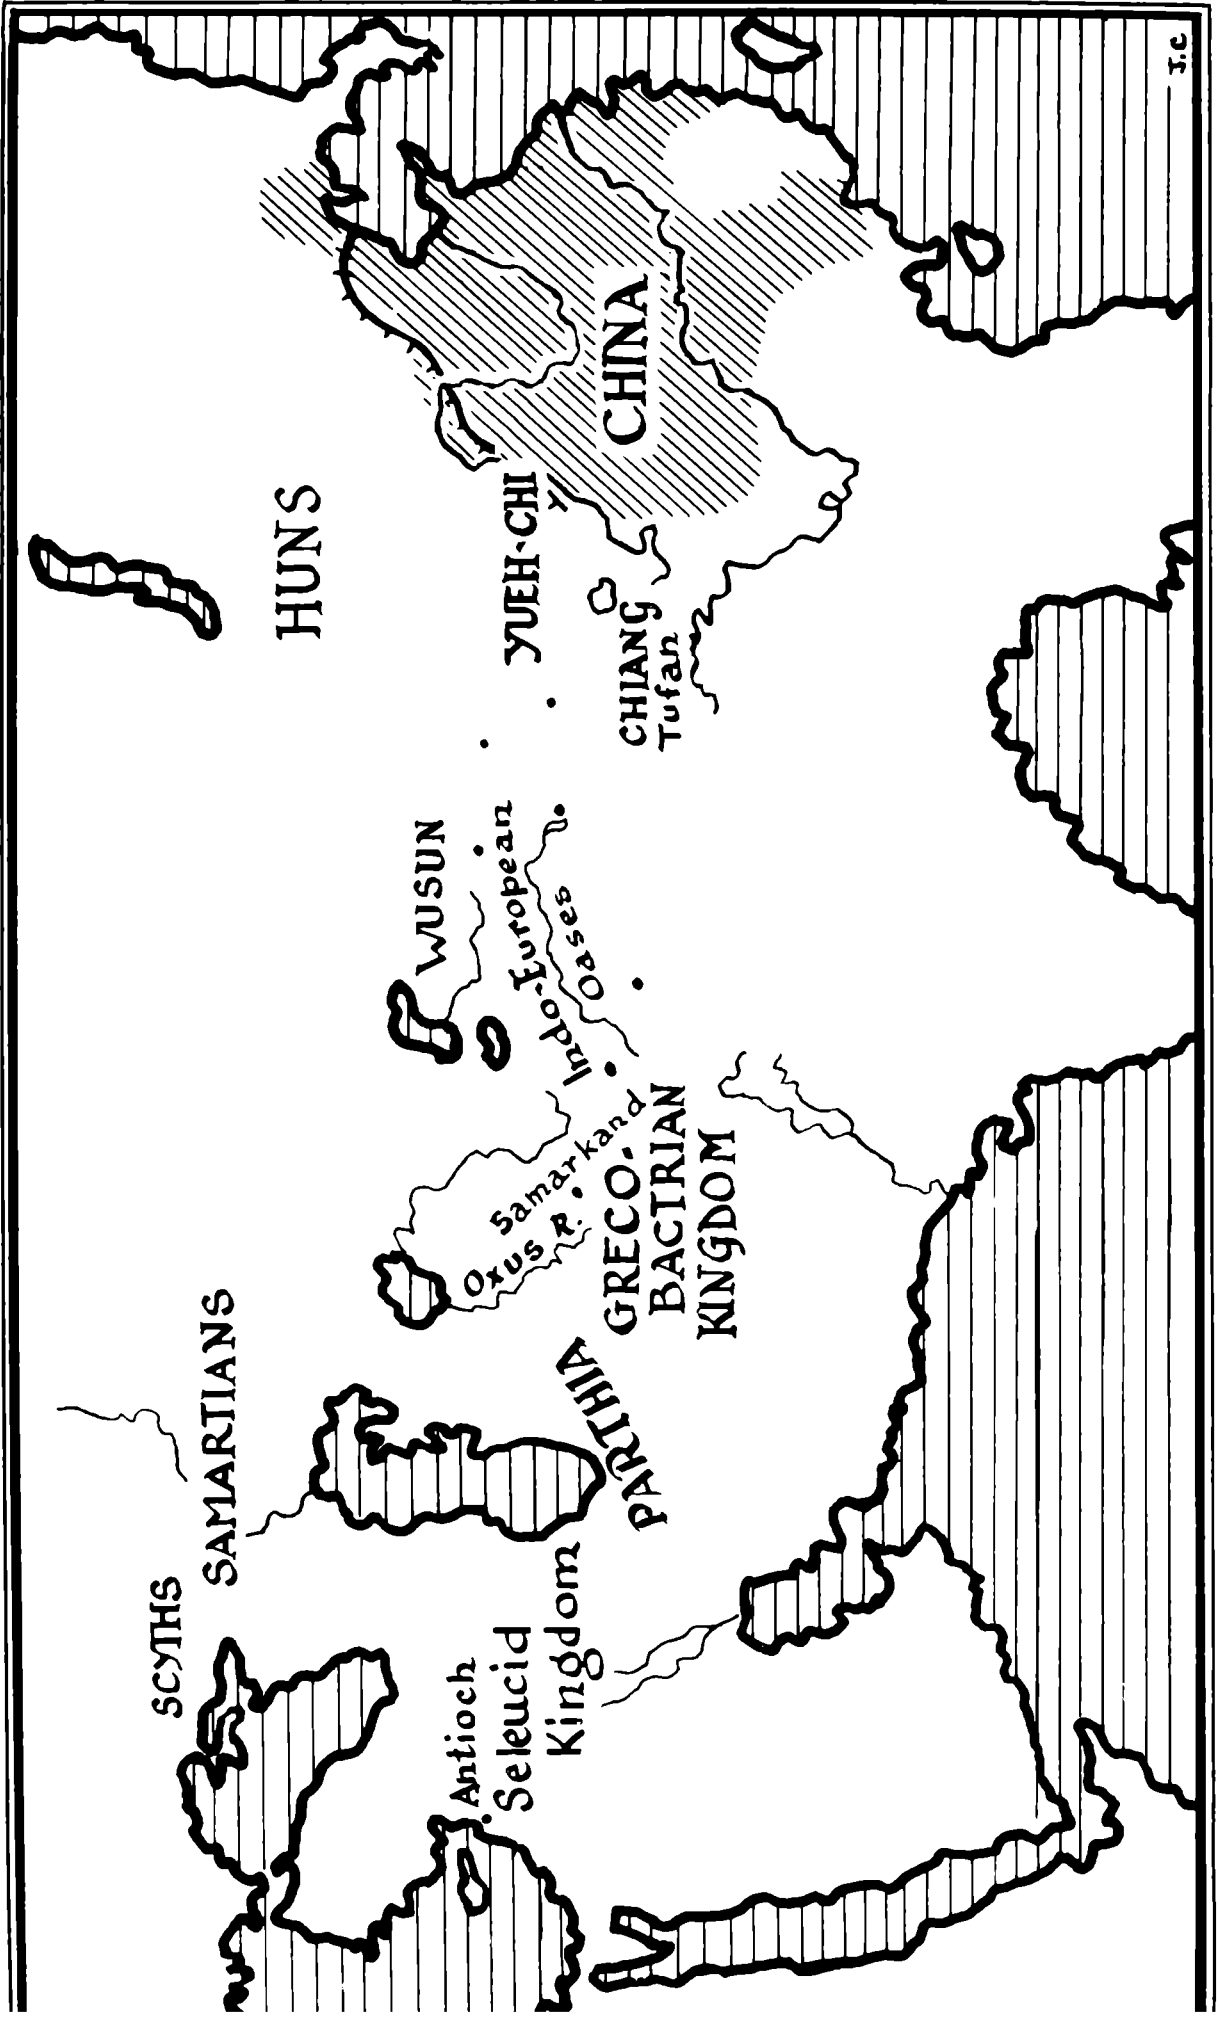 SCYTHS
SAMARTIANS
HUNS
WUSUN
YUEH-CHI
CHIANG
Tufan
CHINA
Indo-European
Oases
Samarkand
Oxus R.
GRECO-
BACTRIAN
KINGDOM
PARTHIA
Antioch
Seleucid
Kingdom
J.C